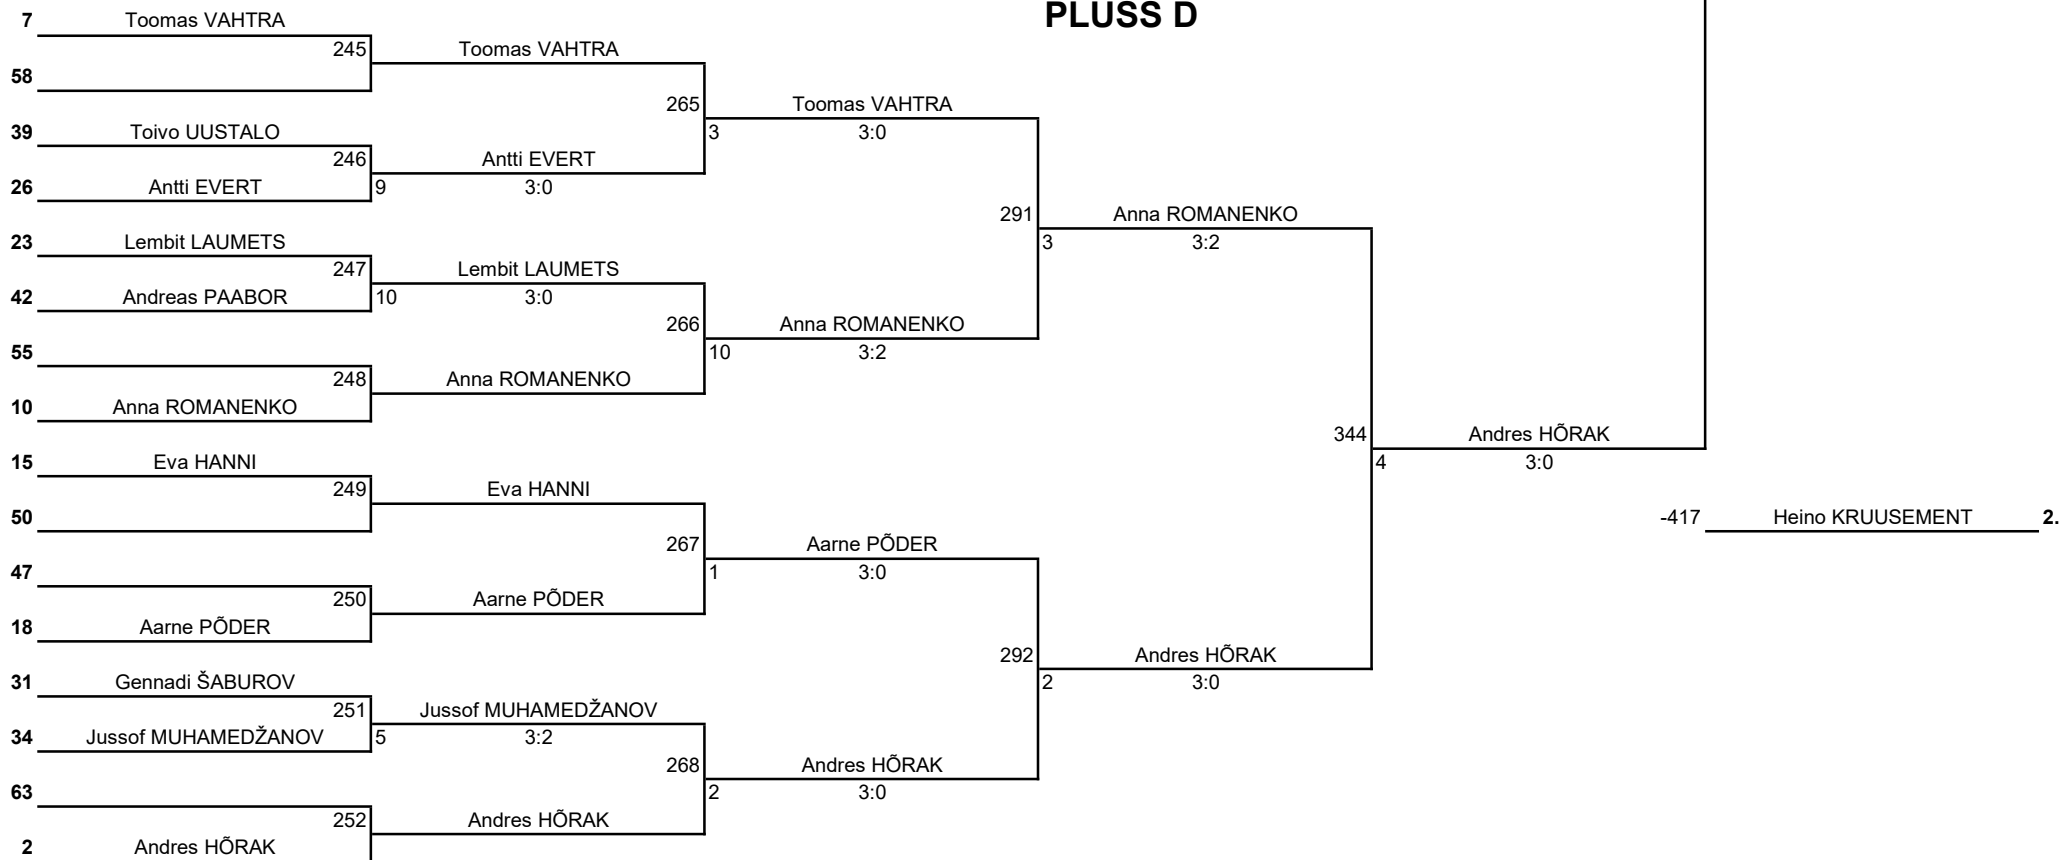 PLUSS D
7 Toomas VAHTRA
245 Toomas VAHTRA
58
265 Toomas VAHTRA
39 Toivo UUSTALO 3 3:0
246 Antti EVERT
26 Antti EVERT 9 3:0
291 Anna ROMANENKO
23 Lembit LAUMETS 3 3:2
247 Lembit LAUMETS
42 Andreas PAABOR 10 3:0
266 Anna ROMANENKO
55 10 3:2
248 Anna ROMANENKO
10 Anna ROMANENKO
344 Andres HÕRAK
15 Eva HANNI 4 3:0
249 Eva HANNI
50 -417 Heino KRUUSEMENT 2.
267 Aarne PÕDER
47 1 3:0
250 Aarne PÕDER
18 Aarne PÕDER
292 Andres HÕRAK
31 Gennadi ŠABUROV 2 3:0
251 Jussof MUHAMEDŽANOV
34 Jussof MUHAMEDŽANOV 5 3:2
268 Andres HÕRAK
63 2 3:0
252 Andres HÕRAK
2 Andres HÕRAK